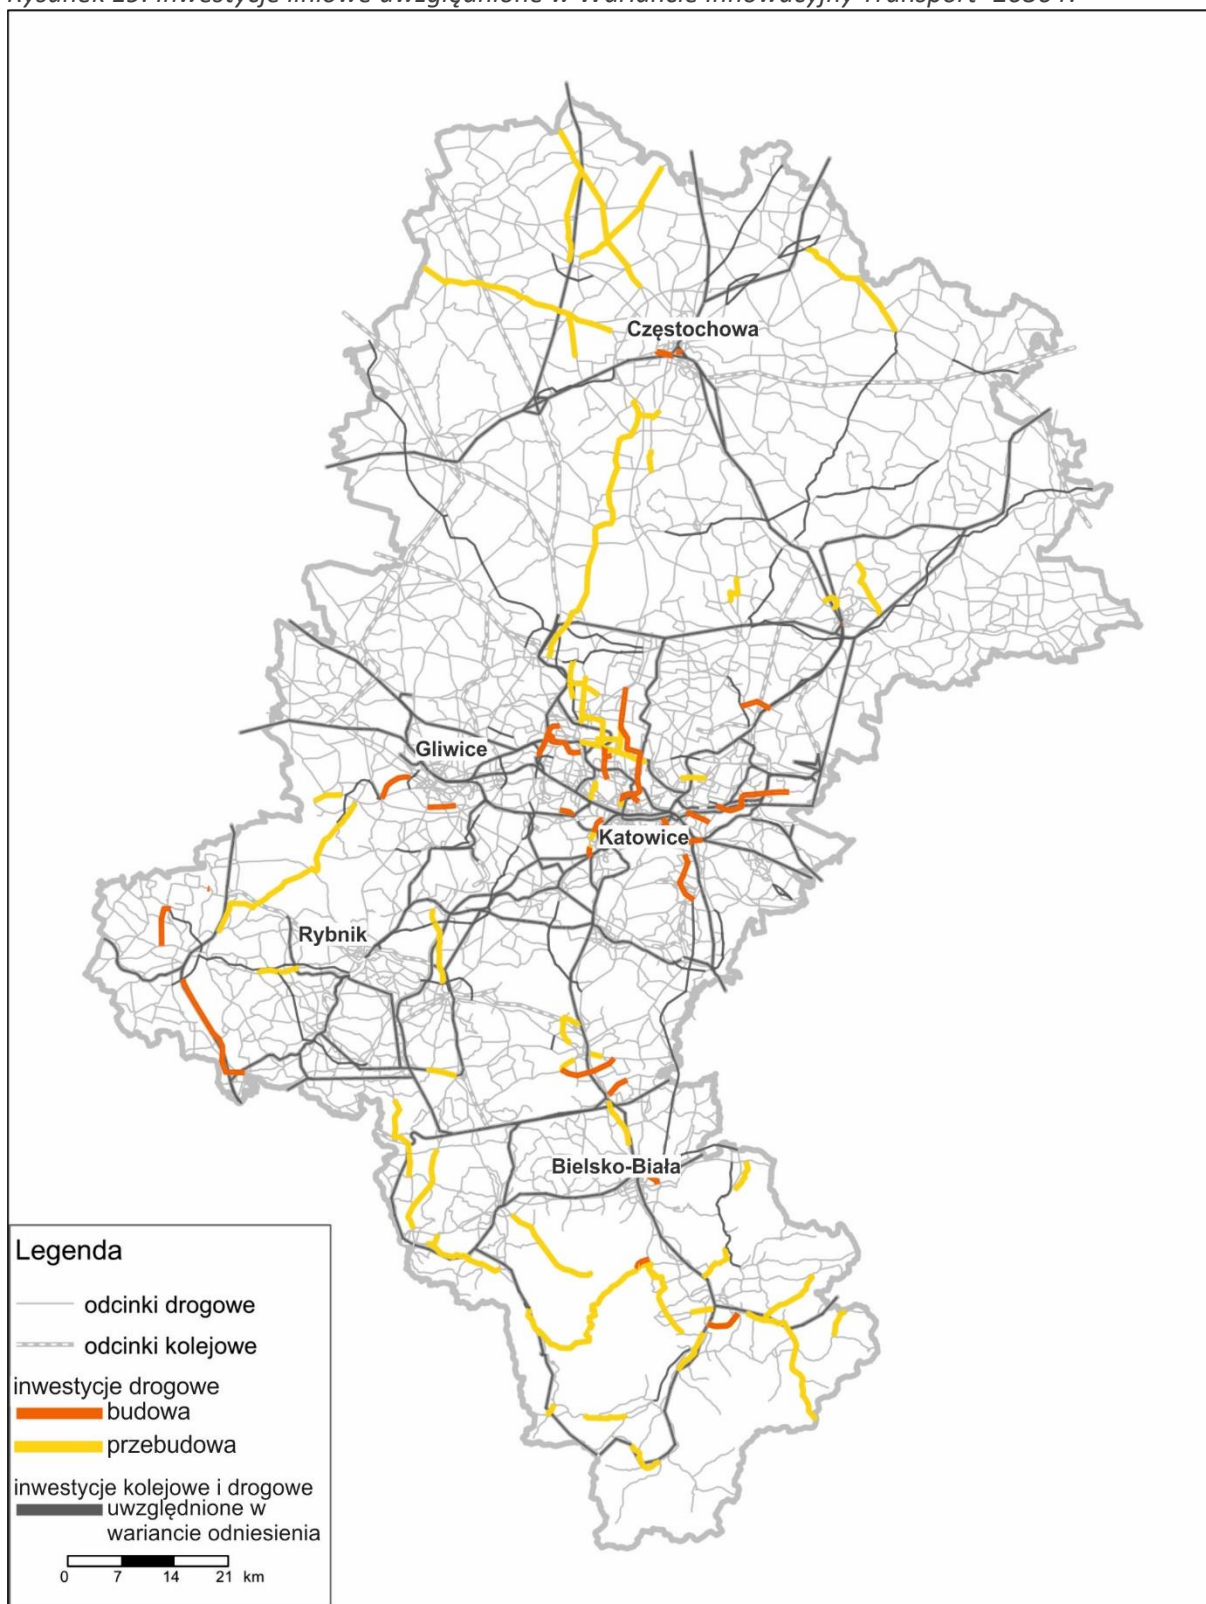 Częstochowa
Gliwice
Katowice
Rybnik
Bielsko-Biała
Legenda
odcinki drogowe
odcinki kolejowe
inwestycje drogowe
budowa
przebudowa
inwestycje kolejowe i drogowe
uwzględnione w
wariancie odniesienia
0 7 14 21 km